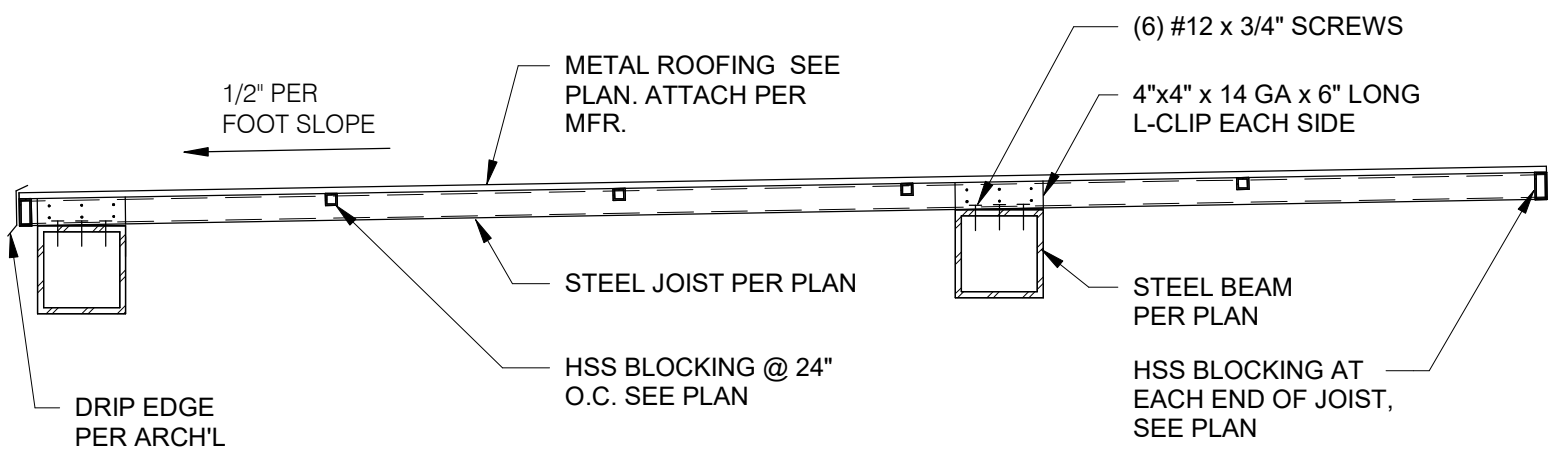 (6) #12 x 3/4" SCREWS
METAL ROOFING  SEE
PLAN. ATTACH PER
MFR.
1/2" PER
FOOT SLOPE
4"x4" x 14 GA x 6" LONG
L-CLIP EACH SIDE
STEEL JOIST PER PLAN
STEEL BEAM
PER PLAN
HSS BLOCKING @ 24"
O.C. SEE PLAN
HSS BLOCKING AT
EACH END OF JOIST,
SEE PLAN
DRIP EDGE
PER ARCH'L